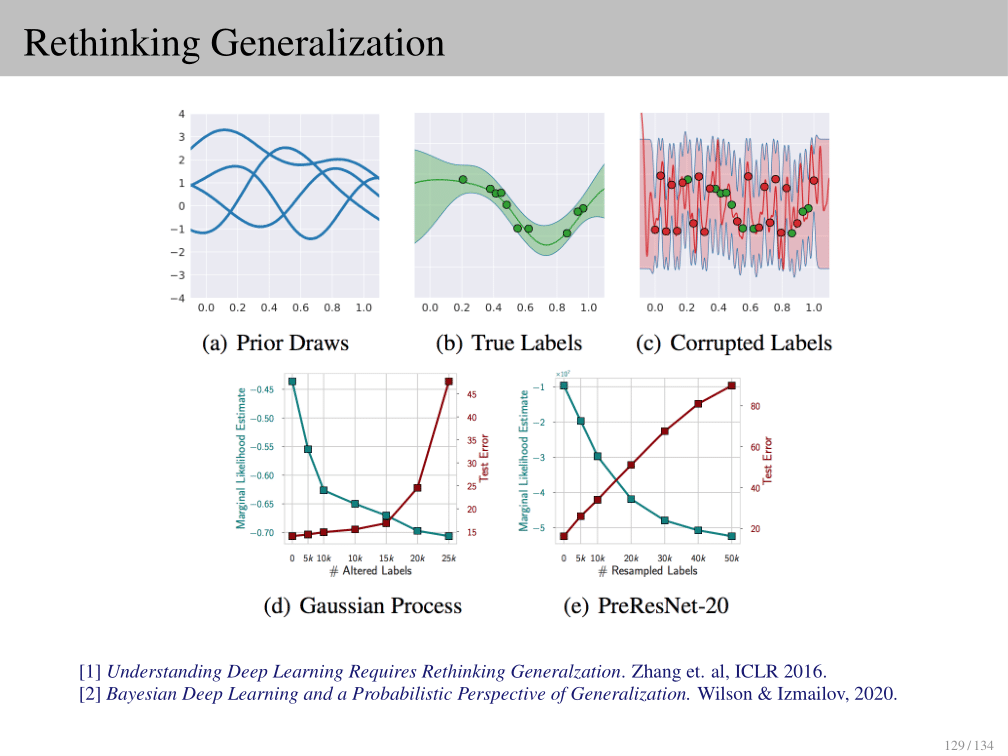 Rethinking Generalization
4
3
2
1
0
−1
−2
−3
−4
0.0 0.2 0.4 0.6 0.8 1.0
0.0 0.2 0.4 0.6 0.8 1.0
0.0 0.2 0.4 0.6 0.8 1.0
(a) Prior Draws
(b) True Labels
(c) Corrupted Labels
Marginal Likelihood Estimate
−0.45
−0.50
−0.55
−0.60
−0.65
−0.70
45
40
35
30
25
20
15
Test Error
0 5k 10k 10k 15k 20k 25k
# Altered Labels
(d) Gaussian Process
×10⁷
Marginal Likelihood Estimate
−1
−2
−3
−4
−5
80
60
40
20
Test Error
0 5k 10k 20k 30k 40k 50k
# Resampled Labels
(e) PreResNet-20
[1] Understanding Deep Learning Requires Rethinking Generalzation. Zhang et. al, ICLR 2016.
[2] Bayesian Deep Learning and a Probabilistic Perspective of Generalization. Wilson & Izmailov, 2020.
129 / 134